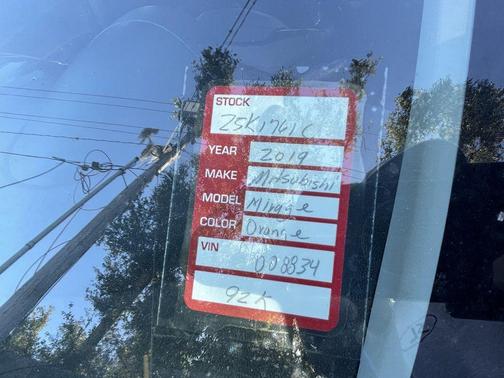 STOCK
25K1761C
YEAR 2019
MAKE Mitsubishi
MODEL Mirage
COLOR Orange
VIN
008834
92K